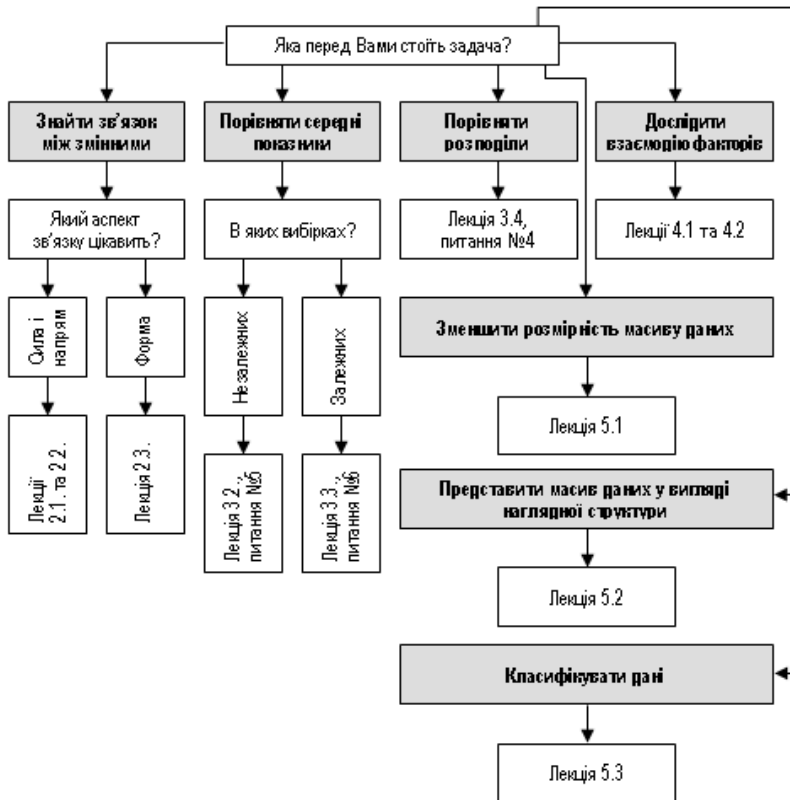 Яка перед Вами стоїть задача?
Знайти зв'язок
між змінними
Порівняти середні
показники
Порівняти
розподіли
Дослідити
взаємодію факторів
Який аспект
зв'язку цікавить?
В яких вибірках?
Лекція 3.4,
питання №4
Лекції 4.1 та 4.2
Сила і
напрям
Форма
Незалежних
Залежних
Зменшити розмірність масиву даних
Лекції
2.1. та 2.2.
Лекція 2.3.
Лекція 3.2.,
питання №5
Лекція 3.3.,
питання №6
Лекція 5.1
Представити масив даних у вигляді
наглядної структури
Лекція 5.2
Класифікувати дані
Лекція 5.3